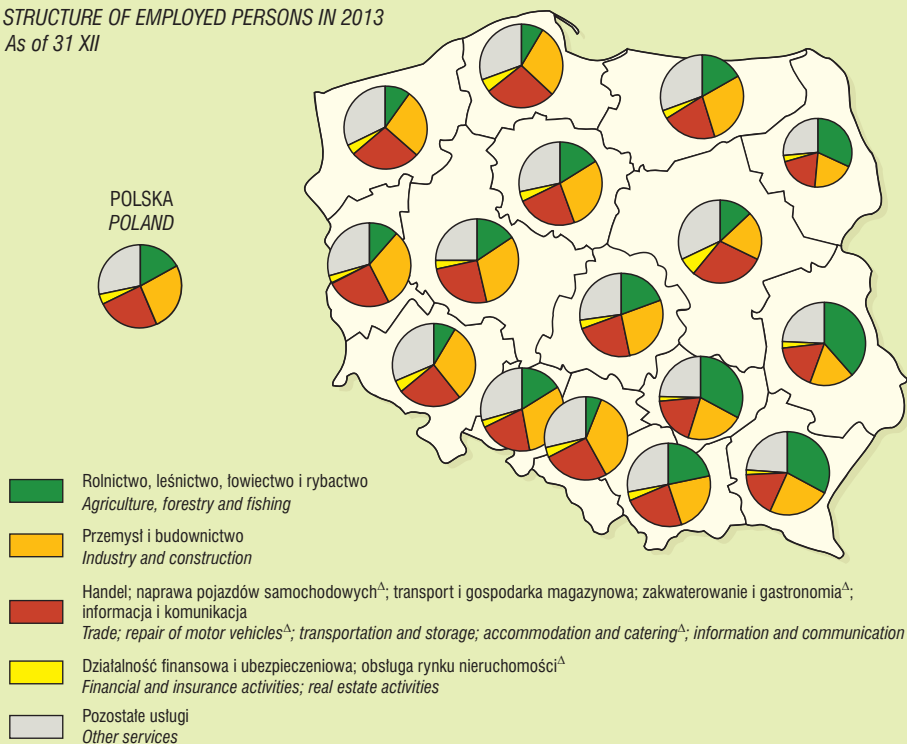 STRUCTURE OF EMPLOYED PERSONS IN 2013
As of 31 XII
POLSKA
POLAND
Rolnictwo, leśnictwo, łowiectwo i rybactwo
Agriculture, forestry and fishing
Przemysł i budownictwo
Industry and construction
Handel; naprawa pojazdów samochodowych^Δ; transport i gospodarka magazynowa; zakwaterowanie i gastronomia^Δ;
informacja i komunikacja
Trade; repair of motor vehicles^Δ; transportation and storage; accommodation and catering^Δ; information and communication
Działalność finansowa i ubezpieczeniowa; obsługa rynku nieruchomości^Δ
Financial and insurance activities; real estate activities
Pozostałe usługi
Other services